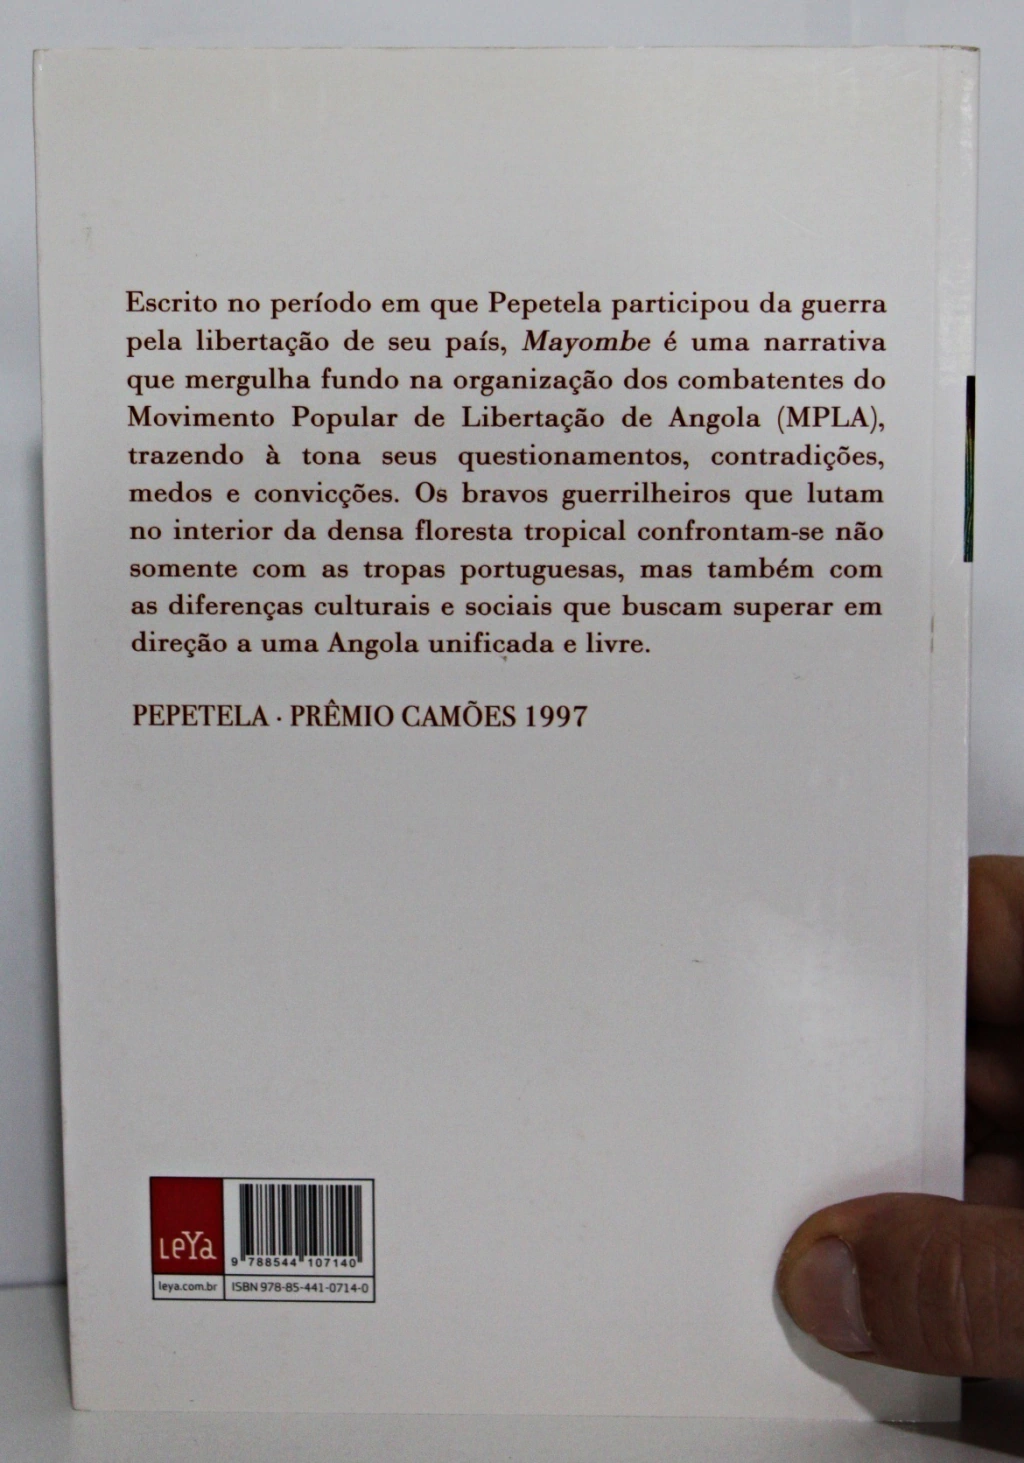 Escrito no período em que Pepetela participou da guerra
pela libertação de seu país, Mayombe é uma narrativa
que mergulha fundo na organização dos combatentes do
Movimento Popular de Libertação de Angola (MPLA),
trazendo à tona seus questionamentos, contradições,
medos e convicções. Os bravos guerrilheiros que lutam
no interior da densa floresta tropical confrontam-se não
somente com as tropas portuguesas, mas também com
as diferenças culturais e sociais que buscam superar em
direção a uma Angola unificada e livre.
PEPETELA · PRÊMIO CAMÕES 1997
LeYa
9 788544 107140
leya.com.br
ISBN 978-85-441-0714-0